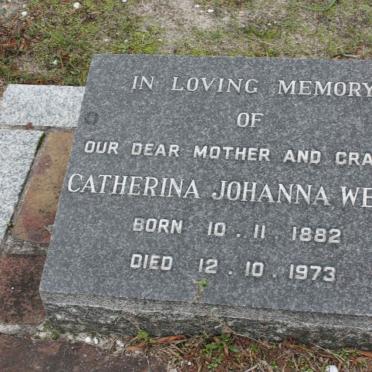 IN LOVING MEMORY
OF
OUR DEAR MOTHER AND
CATHERINA JOHANNA
BORN 10.11.1882
DIED 12.10.1973